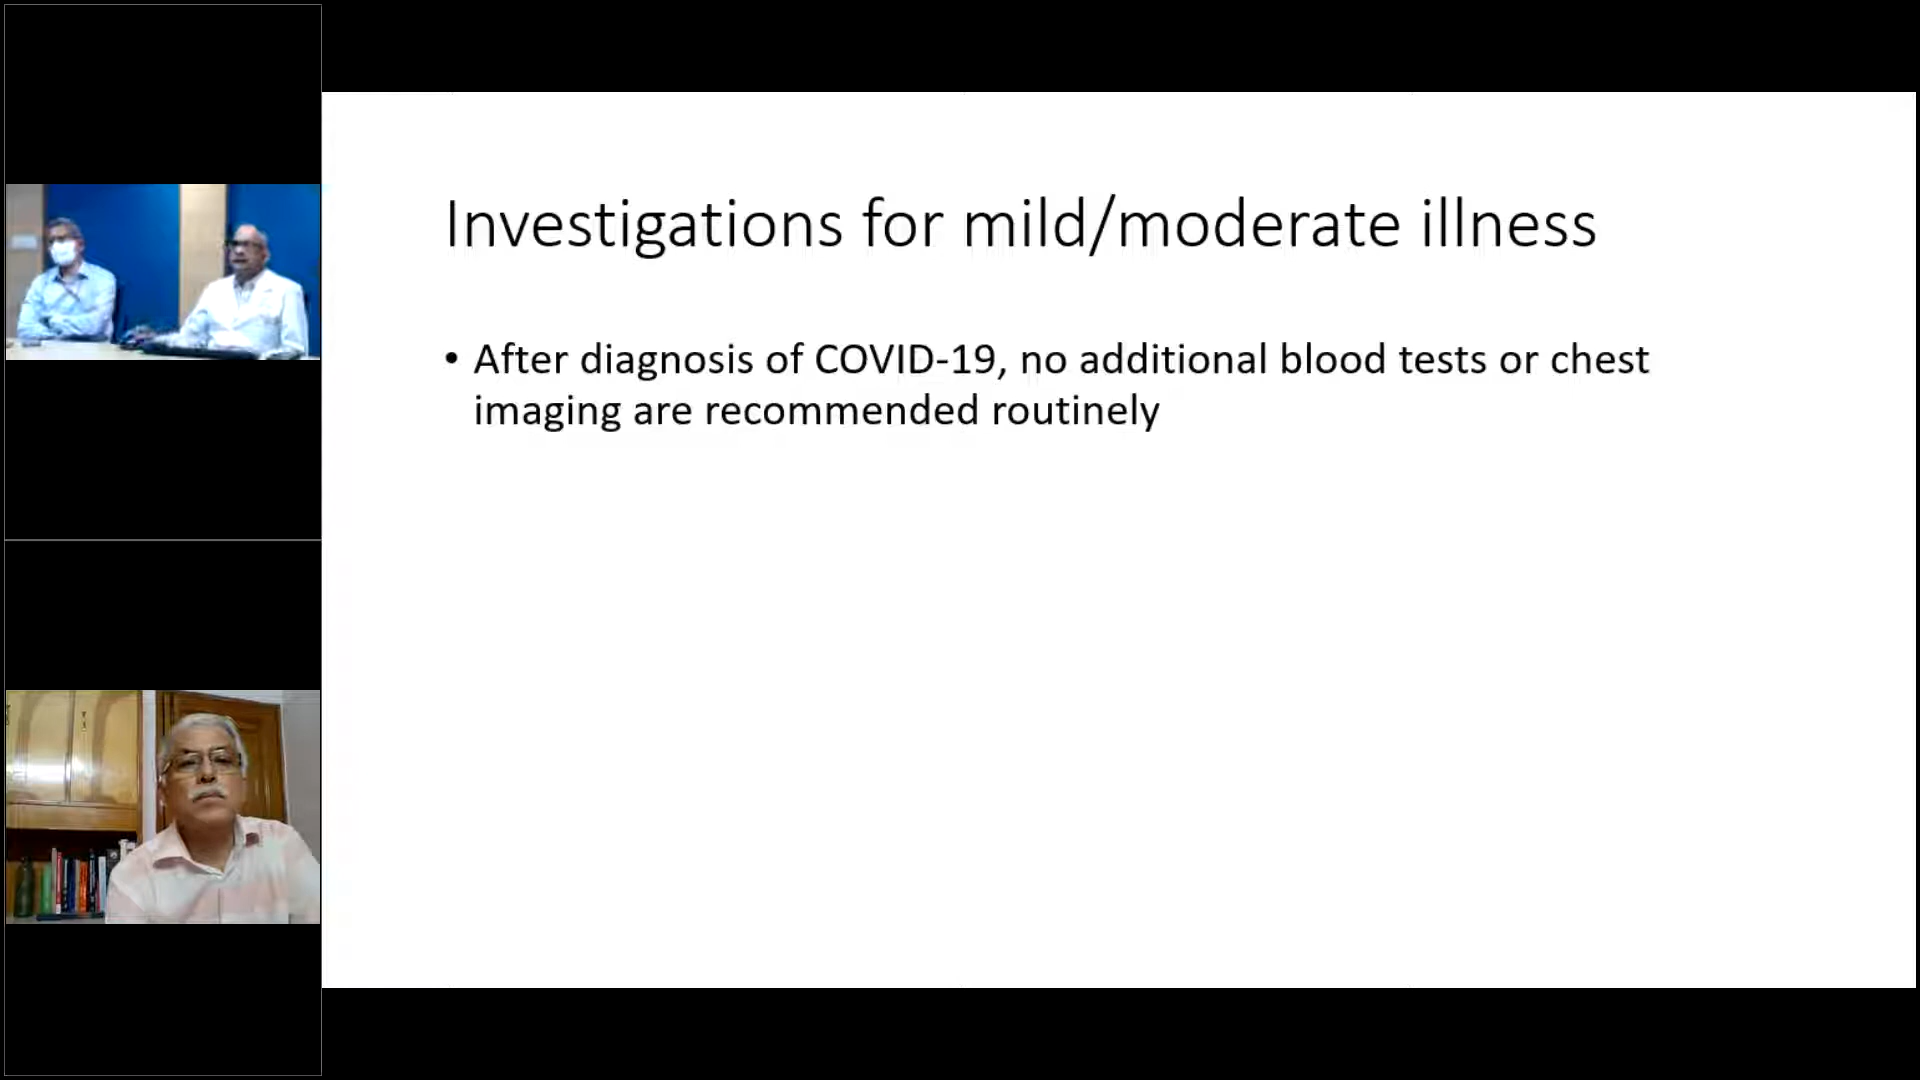 Investigations for mild/moderate illness
• After diagnosis of COVID-19, no additional blood tests or chest
imaging are recommended routinely